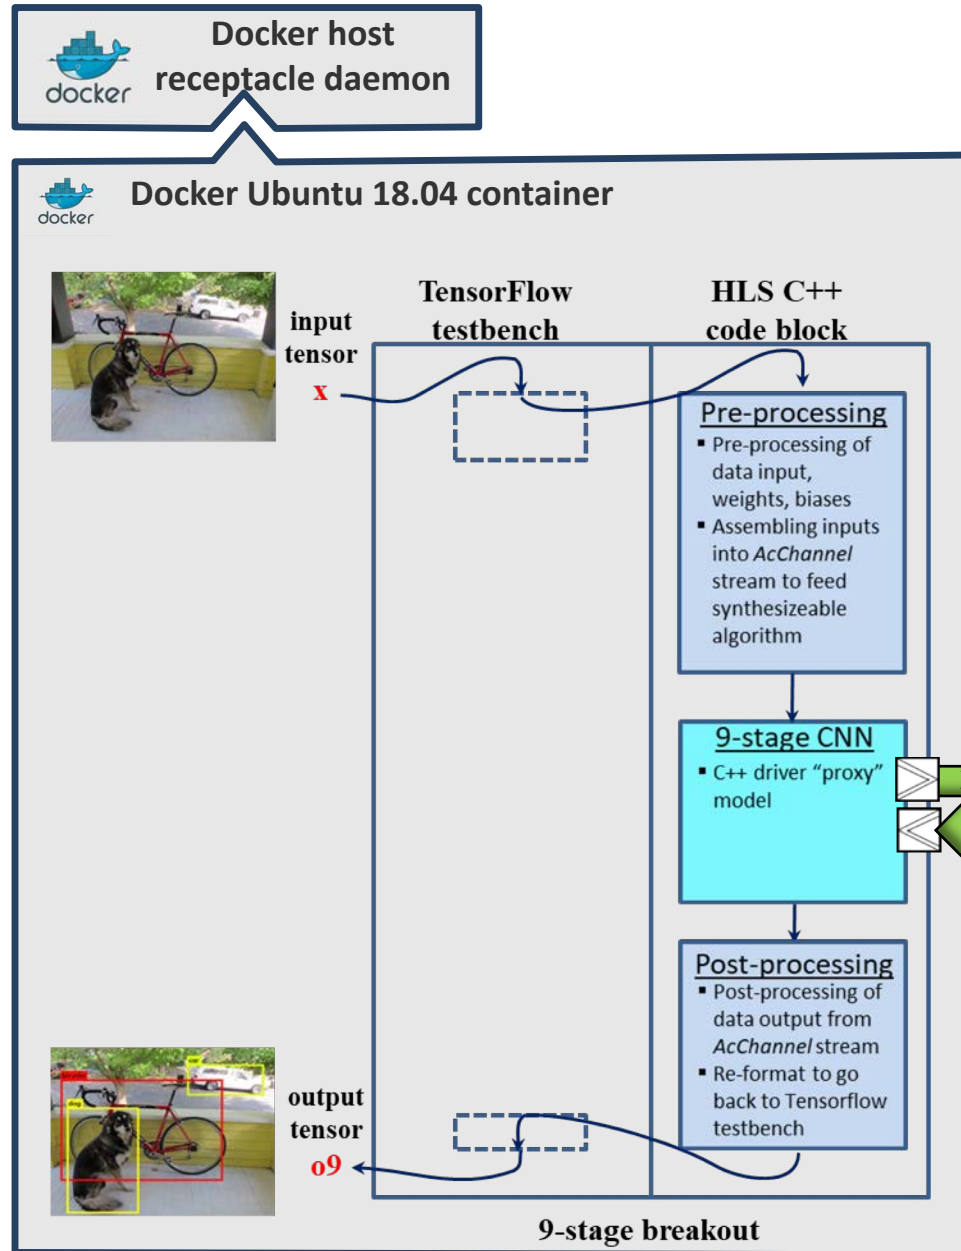 Docker host
receptacle daemon
docker
docker
Docker Ubuntu 18.04 container
TensorFlow
testbench
HLS C++
code block
input
tensor
x
Pre-processing
▪ Pre-processing of
data input,
weights, biases
▪ Assembling inputs
into AcChannel
stream to feed
synthesizeable
algorithm
9-stage CNN
▪ C++ driver “proxy”
model
Post-processing
▪ Post-processing of
data output from
AcChannel stream
▪ Re-format to go
back to Tensorflow
testbench
car
dog
output
tensor
o9
9-stage breakout